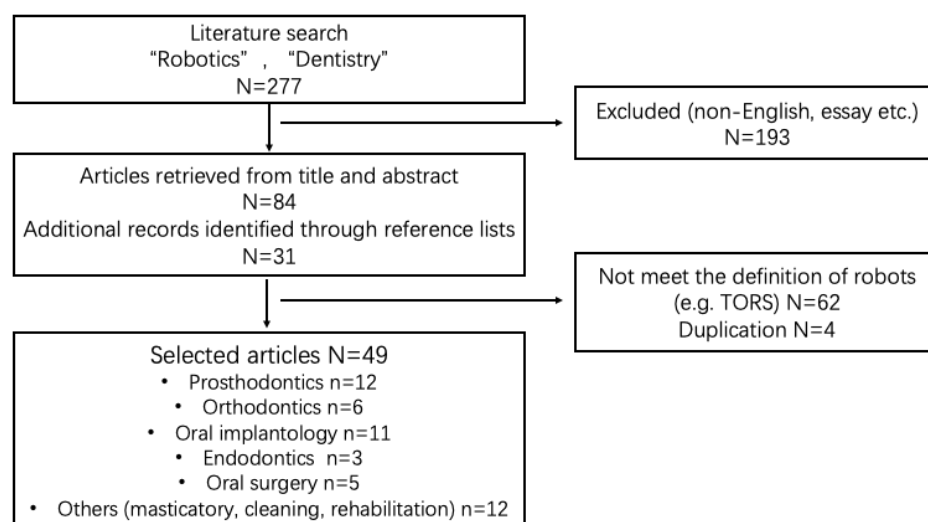 Literature search
“Robotics” , “Dentistry”
N=277
Excluded (non-English, essay etc.)
N=193
Articles retrieved from title and abstract
N=84
Additional records identified through reference lists
N=31
Not meet the definition of robots
(e.g. TORS) N=62
Duplication N=4
Selected articles N=49
• Prosthodontics n=12
• Orthodontics n=6
• Oral implantology n=11
• Endodontics n=3
• Oral surgery n=5
• Others (masticatory, cleaning, rehabilitation) n=12